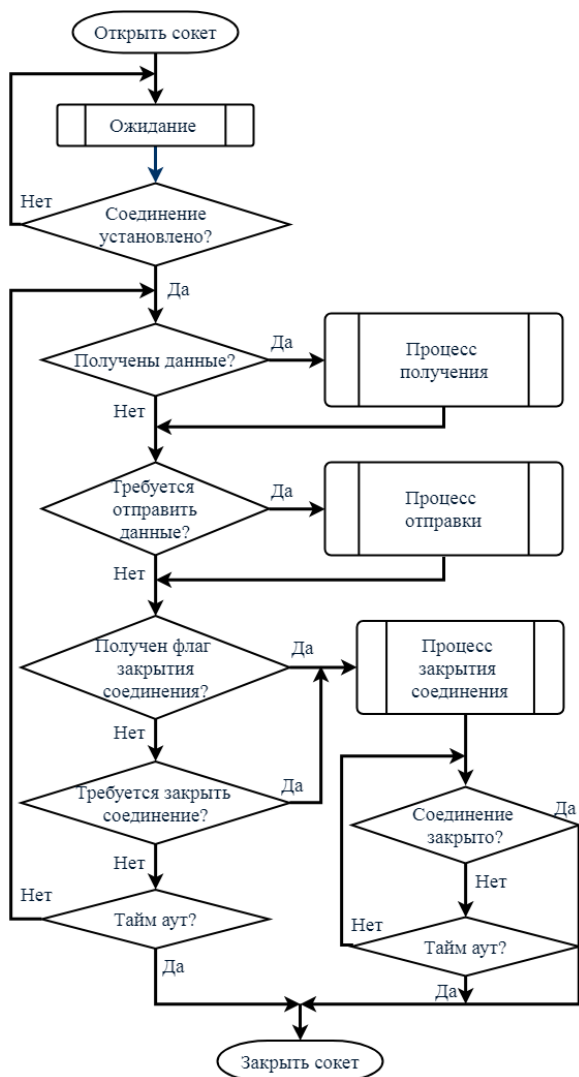 Открыть сокет
Ожидание
Нет
Соединение
установлено?
Да
Получены данные?
Да
Процесс
получения
Нет
Требуется
отправить
данные?
Да
Процесс
отправки
Нет
Получен флаг
закрытия
соединения?
Да
Процесс
закрытия
соединения
Нет
Требуется закрыть
соединение?
Да
Соединение
закрыто?
Да
Нет
Нет
Тайм аут?
Да
Нет
Нет
Тайм аут?
Да
Закрыть сокет